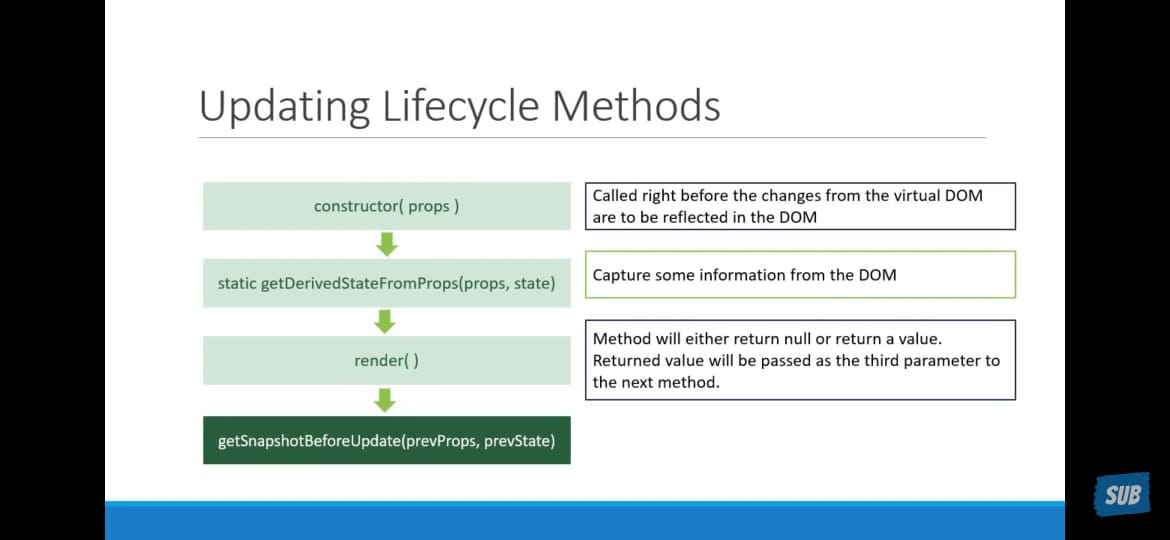 Updating Lifecycle Methods
constructor( props )
static getDerivedStateFromProps(props, state)
render( )
getSnapshotBeforeUpdate(prevProps, prevState)
Called right before the changes from the virtual DOM
are to be reflected in the DOM
Capture some information from the DOM
Method will either return null or return a value.
Returned value will be passed as the third parameter to
the next method.
SUB